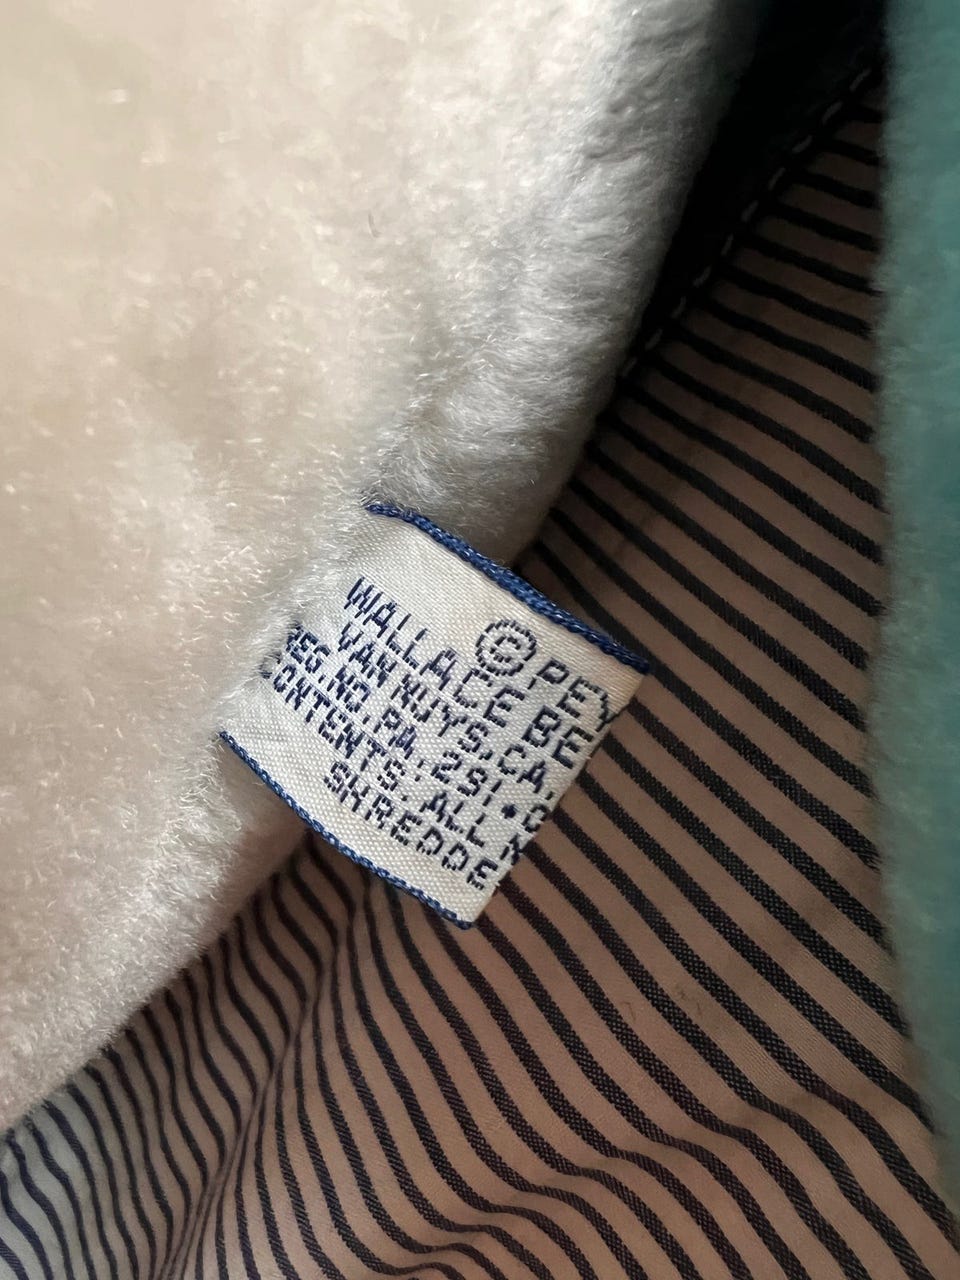 © PEY
WALLACE BE
VAN NUYS, CA.
REG. NO. PA. 291 •
CONTENTS: ALL
SHREDDE